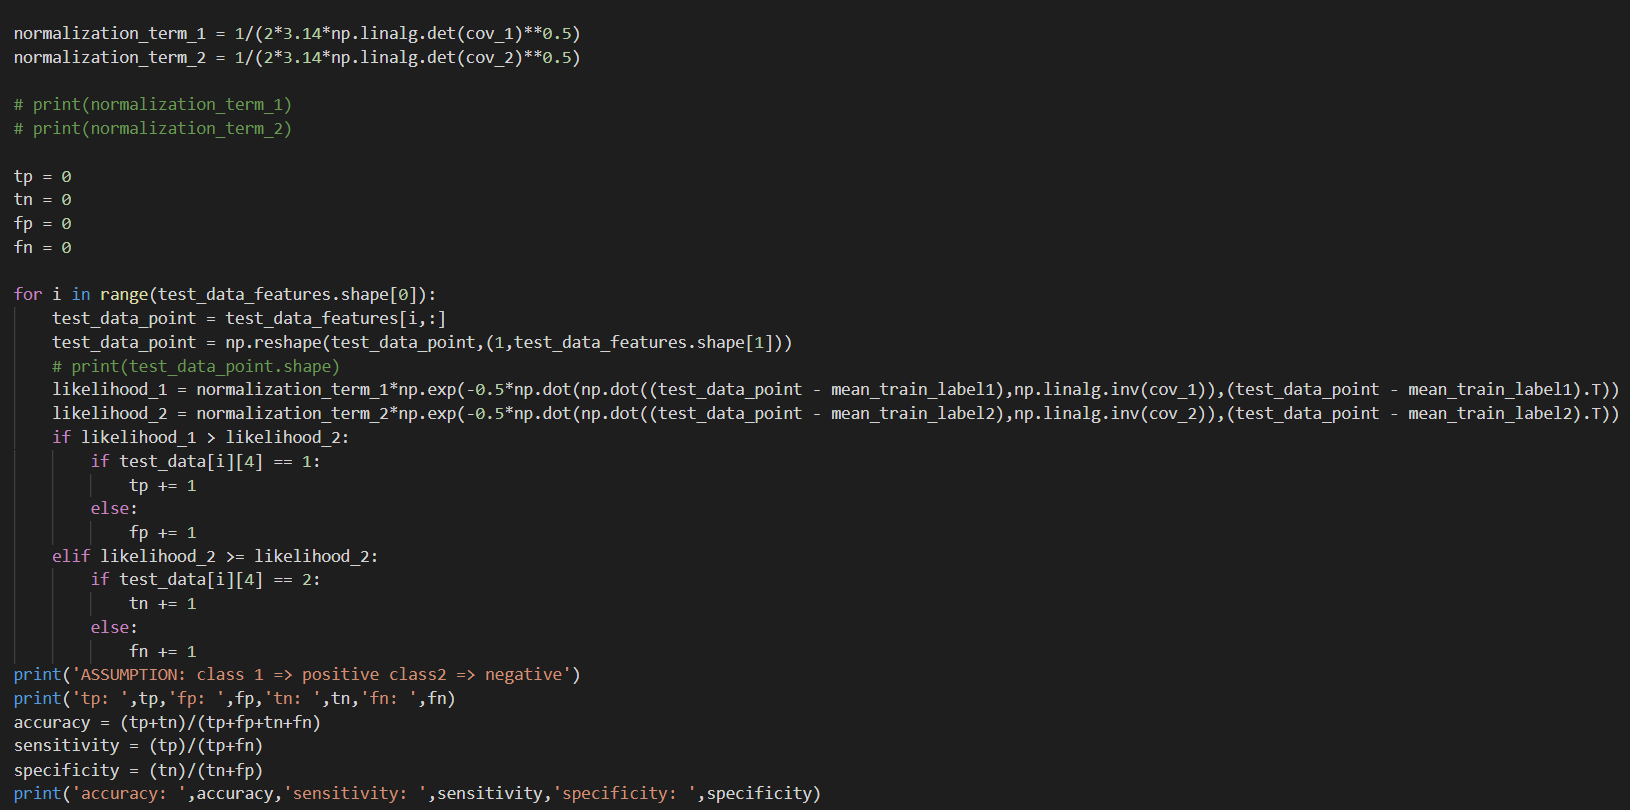 normalization_term_1 = 1/(2*3.14*np.linalg.det(cov_1)**0.5)
normalization_term_2 = 1/(2*3.14*np.linalg.det(cov_2)**0.5)
# print(normalization_term_1)
# print(normalization_term_2)
tp = 0
tn = 0
fp = 0
fn = 0
for i in range(test_data_features.shape[0]):
    test_data_point = test_data_features[i,:]
    test_data_point = np.reshape(test_data_point,(1,test_data_features.shape[1]))
    # print(test_data_point.shape)
    likelihood_1 = normalization_term_1*np.exp(-0.5*np.dot(np.dot((test_data_point - mean_train_label1),np.linalg.inv(cov_1)),(test_data_point - mean_train_label1).T))
    likelihood_2 = normalization_term_2*np.exp(-0.5*np.dot(np.dot((test_data_point - mean_train_label2),np.linalg.inv(cov_2)),(test_data_point - mean_train_label2).T))
    if likelihood_1 > likelihood_2:
        if test_data[i][4] == 1:
            tp += 1
        else:
            fp += 1
    elif likelihood_2 >= likelihood_2:
        if test_data[i][4] == 2:
            tn += 1
        else:
            fn += 1
print('ASSUMPTION: class 1 => positive class2 => negative')
print('tp: ',tp,'fp: ',fp,'tn: ',tn,'fn: ',fn)
accuracy = (tp+tn)/(tp+fp+tn+fn)
sensitivity = (tp)/(tp+fn)
specificity = (tn)/(tn+fp)
print('accuracy: ',accuracy,'sensitivity: ',sensitivity,'specificity: ',specificity)